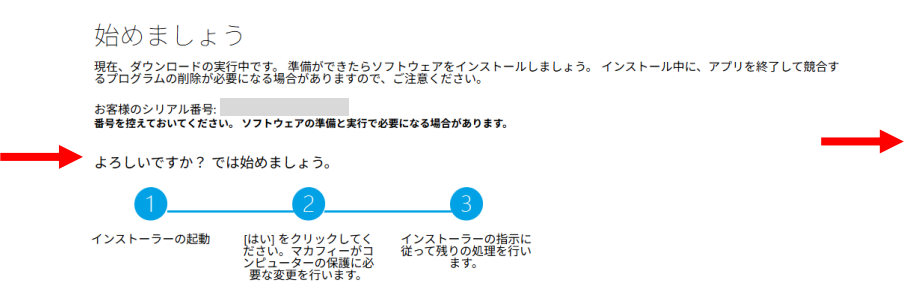 始めましょう
現在、ダウンロードの実行中です。 準備ができたらソフトウェアをインストールしましょう。 インストール中に、アプリを終了して競合す
るプログラムの削除が必要になる場合がありますので、ご注意ください。
お客様のシリアル番号:
番号を控えておいてください。 ソフトウェアの準備と実行で必要になる場合があります。
よろしいですか？ では始めましょう。
1
2
3
インストーラーの起動
[はい] をクリックしてく
ださい。マカフィーがコ
ンピューターの保護に必
要な変更を行います。
インストーラーの指示に
従って残りの処理を行い
ます。